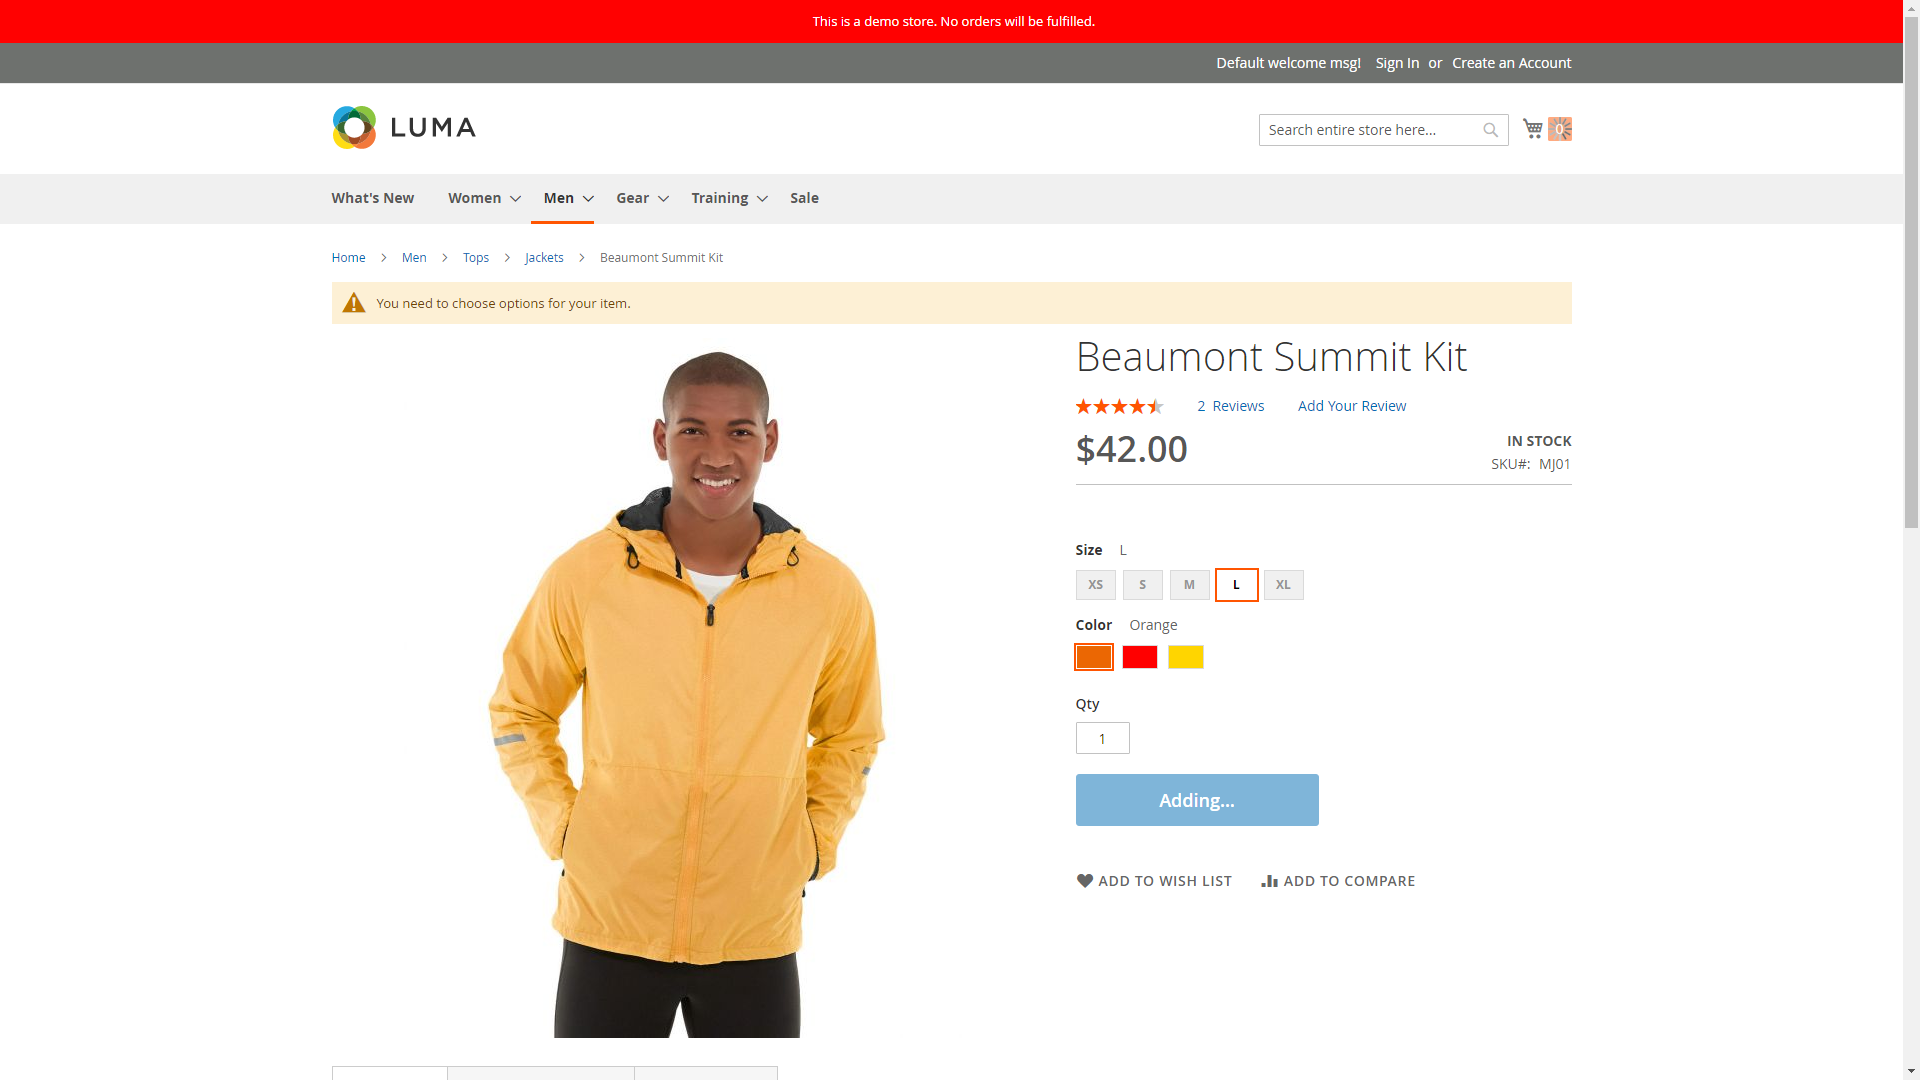 This is a demo store. No orders will be fulfilled.
Default welcome msg! Sign In or Create an Account
LUMA
Search entire store here...
0
What's New Women Men Gear Training Sale
Home Men Tops Jackets Beaumont Summit Kit
You need to choose options for your item.
Beaumont Summit Kit
2 Reviews Add Your Review
$42.00
IN STOCK
SKU#: MJ01
Size L
XS S M L XL
Color Orange
Qty
1
Adding...
ADD TO WISH LIST ADD TO COMPARE